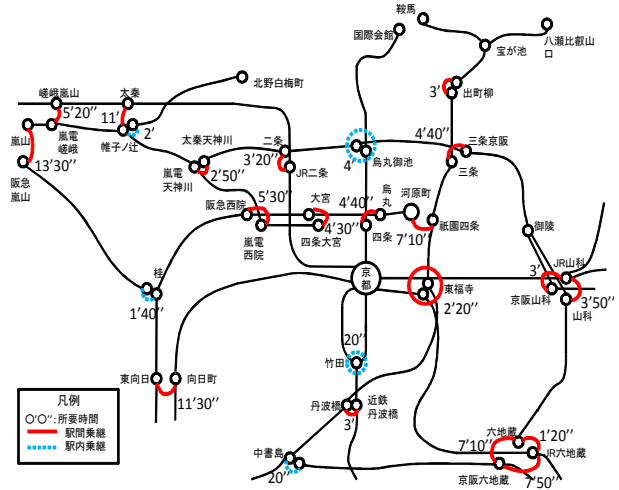 鞍馬
国際会館
八瀬比叡山
口
宝が池
北野白梅町
嵯峨嵐山
太秦
3'
出町柳
5'20''
11'
嵐山
嵐電
嵯峨
帷子ノ辻
2'
太秦天神川
二条
4'40''
三条京阪
3'20''
4'
烏丸御池
13'30''
嵐電
天神川
2'50''
JR二条
三条
阪急
嵐山
5'30''
阪急西院
大宮
4'40''
烏
丸
河原町
4'30''
嵐電
西院
四条大宮
四条
7'10''
祇園四条
御陵
京
都
JR山科
3'
桂
東福寺
京阪山科
3'50''
山科
1'40''
2'20''
20''
竹田
東向日
向日町
11'30''
凡例
〇'〇'':所要時間
駅間乗継
駅内乗継
丹波橋
近鉄
丹波橋
3'
六地蔵
1'20''
7'10''
JR六地蔵
中書島
20''
京阪六地蔵
7'50''